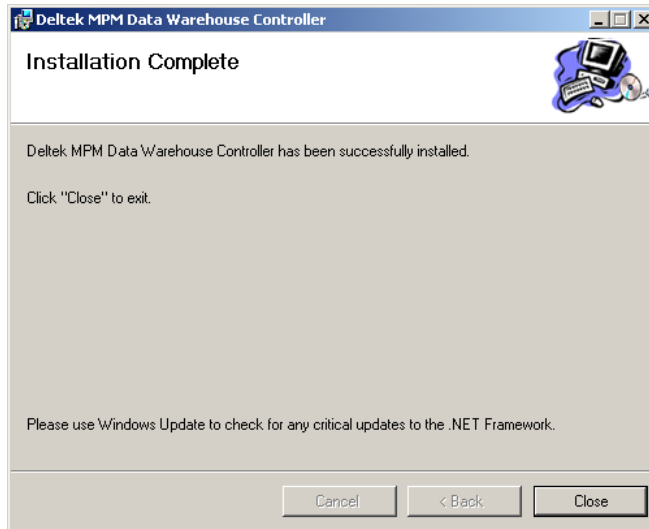 Deltek MPM Data Warehouse Controller
Installation Complete
Deltek MPM Data Warehouse Controller has been successfully installed.
Click "Close" to exit.
Please use Windows Update to check for any critical updates to the .NET Framework.
Cancel < Back Close